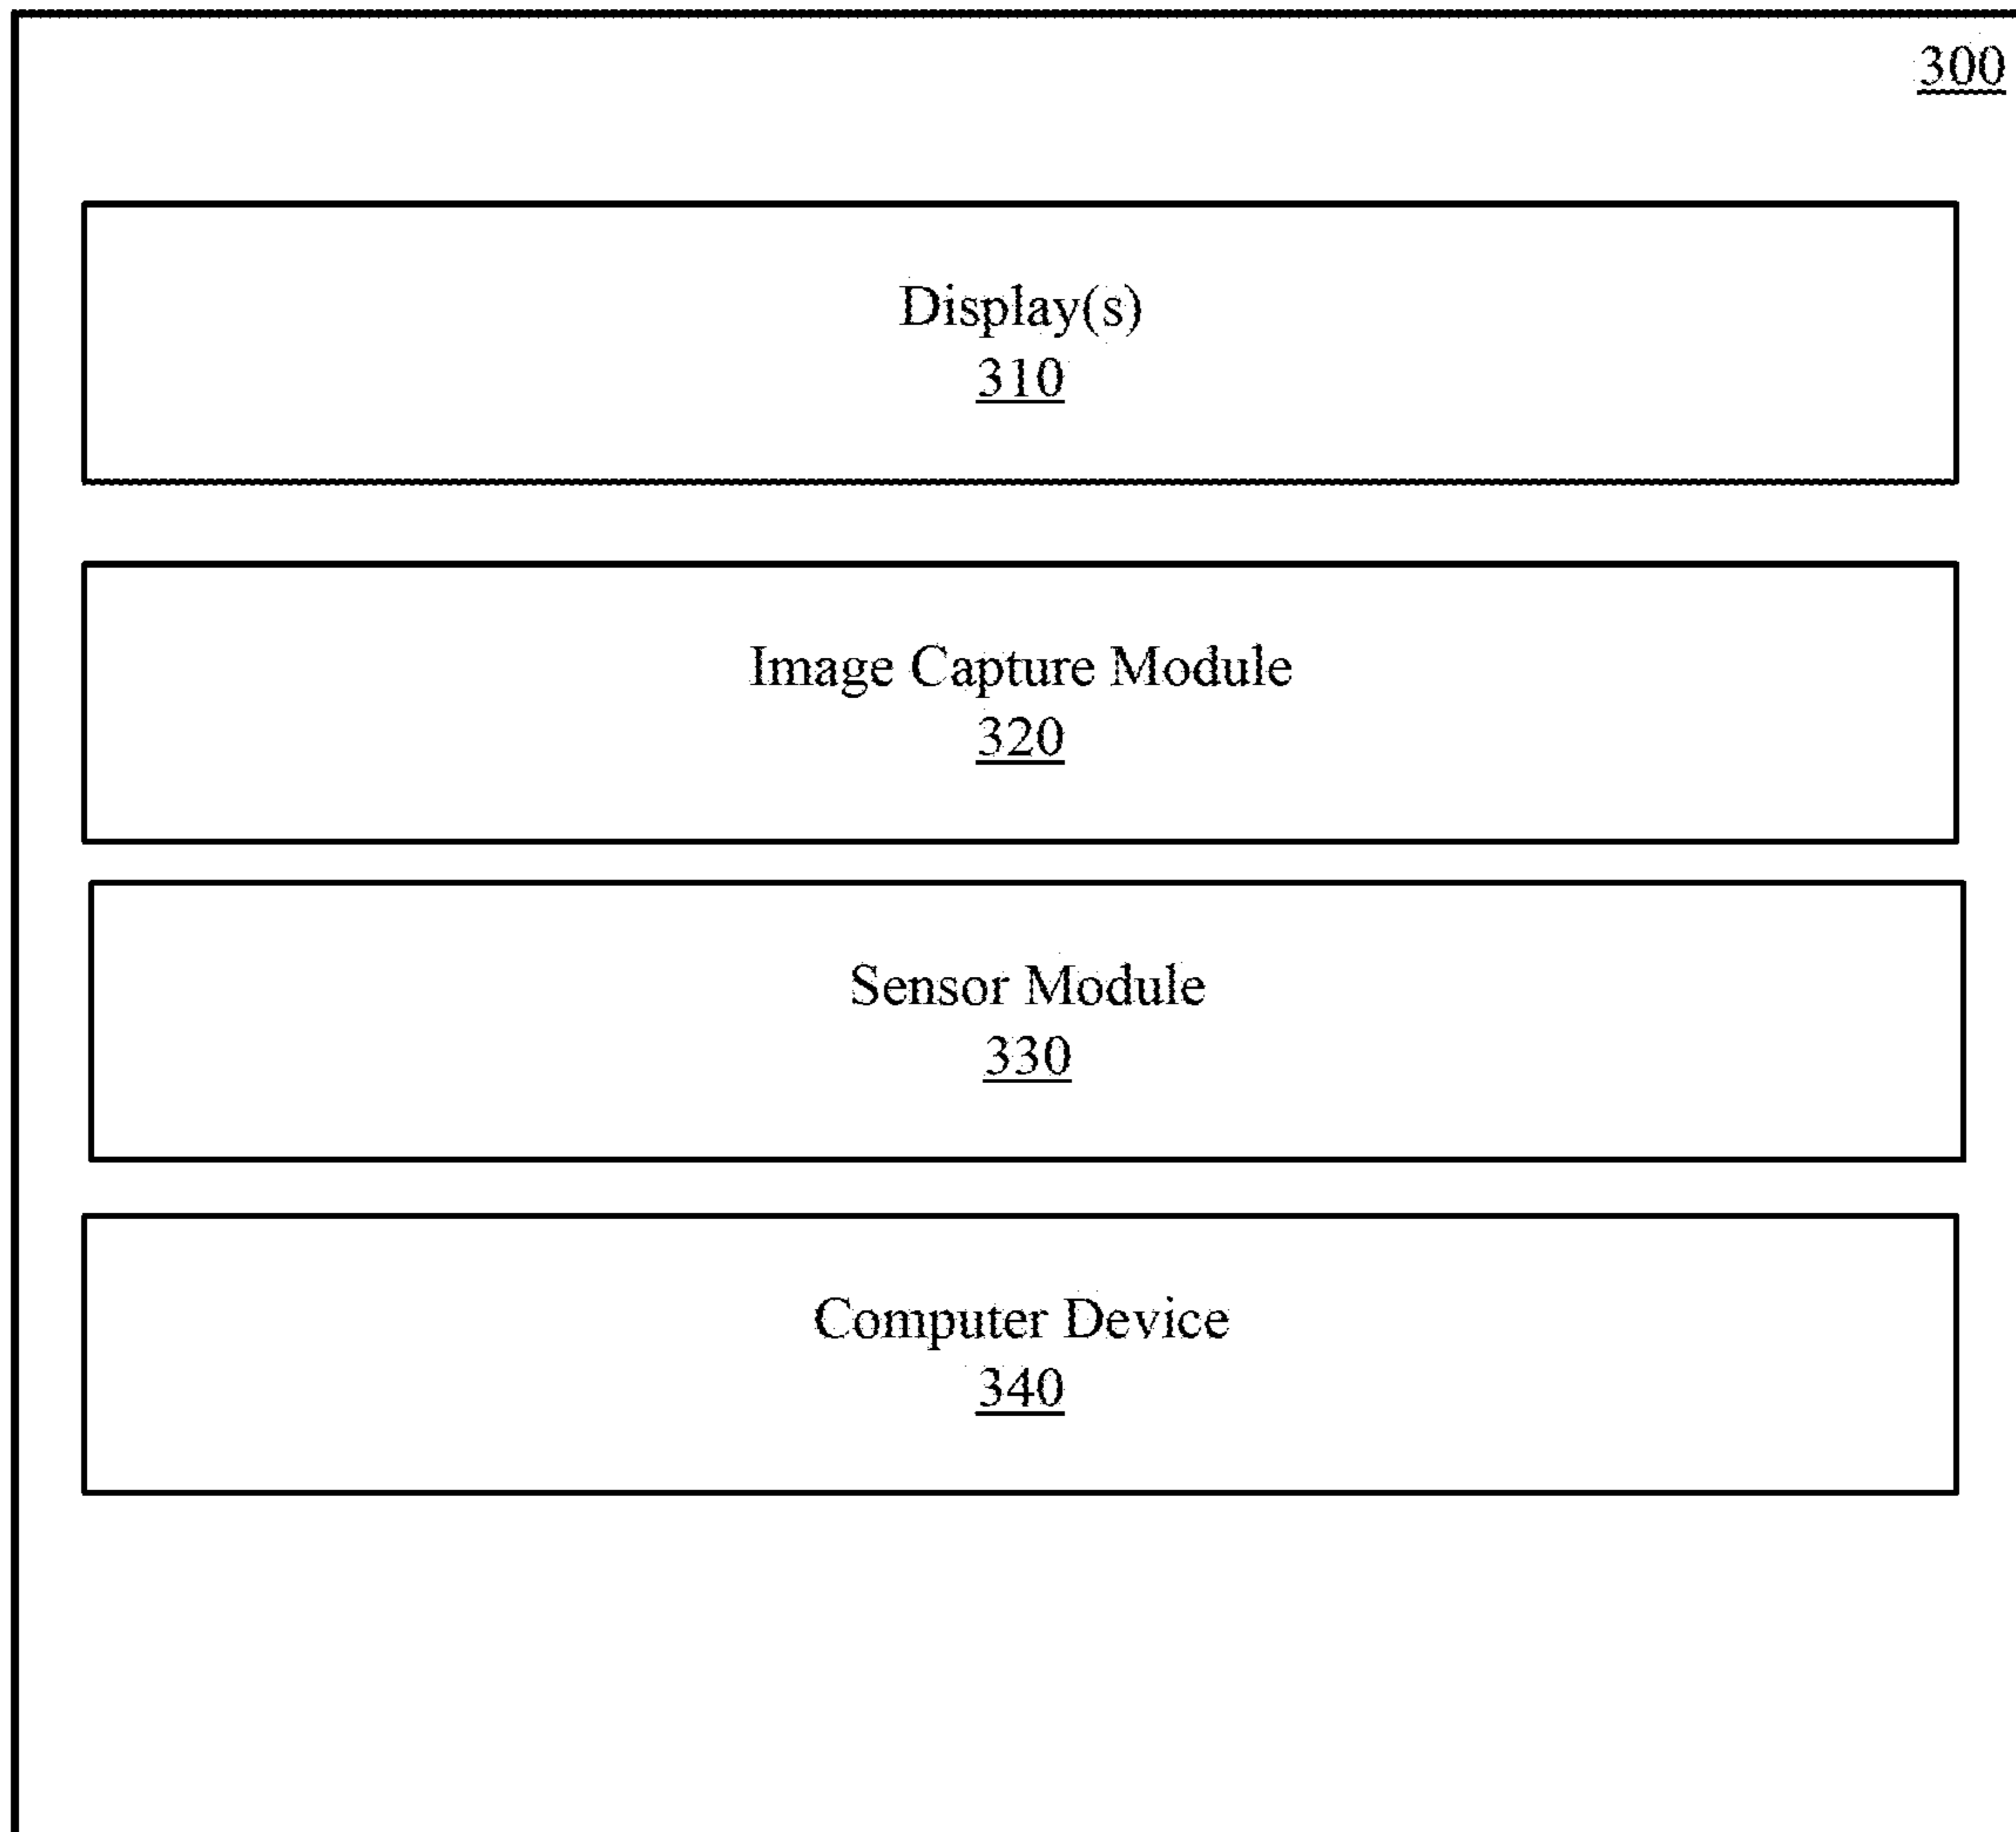 300
Display(s)
310
Image Capture Module
320
Sensor Module
330
Computer Device
340